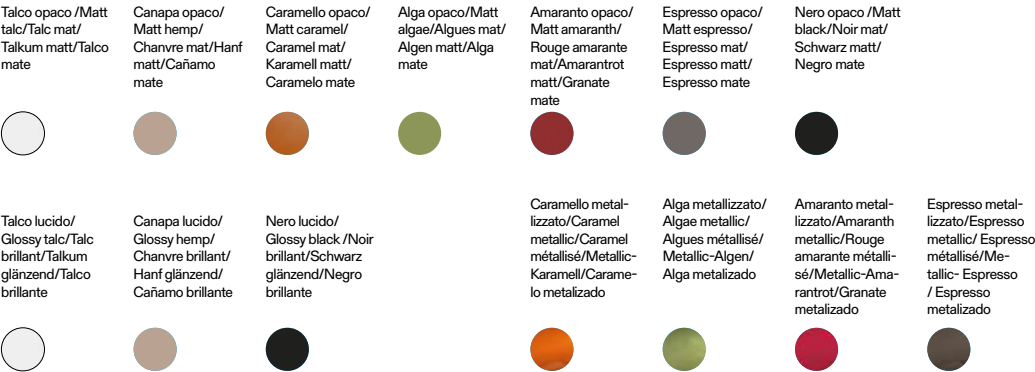 Talco opaco /Matt
talc/Talc mat/
Talkum matt/Talco
mate
Canapa opaco/
Matt hemp/
Chanvre mat/Hanf
matt/Cañamo
mate
Caramello opaco/
Matt caramel/
Caramel mat/
Karamell matt/
Caramelo mate
Alga opaco/Matt
algae/Algues mat/
Algen matt/Alga
mate
Amaranto opaco/
Matt amaranth/
Rouge amarante
mat/Amarantrot
matt/Granate
mate
Espresso opaco/
Matt espresso/
Espresso mat/
Espresso matt/
Espresso mate
Nero opaco /Matt
black/Noir mat/
Schwarz matt/
Negro mate
Talco lucido/
Glossy talc/Talc
brillant/Talkum
glänzend/Talco
brillante
Canapa lucido/
Glossy hemp/
Chanvre brillant/
Hanf glänzend/
Cañamo brillante
Nero lucido/
Glossy black /Noir
brillant/Schwarz
glänzend/Negro
brillante
Caramello metal-
lizzato/Caramel
metallic/Caramel
métallisé/Metallic-
Karamell/Carame-
lo metalizado
Alga metallizzato/
Algae metallic/
Algues métallisé/
Metallic-Algen/
Alga metalizado
Amaranto metal-
lizzato/Amaranth
metallic/Rouge
amarante métalli-
sé/Metallic-Ama-
rantrot/Granate
metalizado
Espresso metal-
lizzato/Espresso
metallic/ Espresso
métallisé/Me-
tallic- Espresso
/ Espresso
metalizado